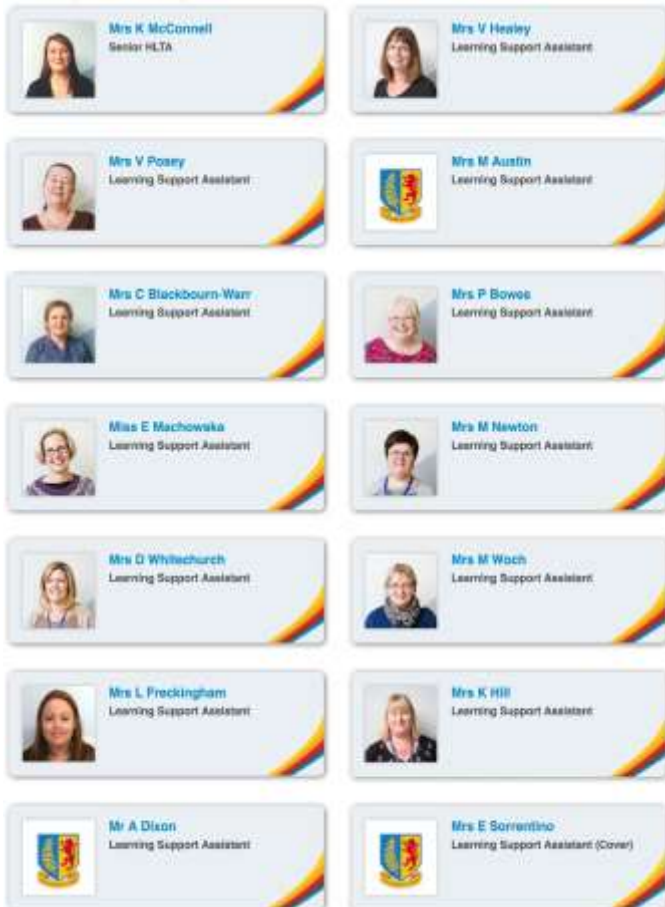 Mrs K McConnell
Senior HLTA
Mrs V Healey
Learning Support Assistant
Mrs V Posey
Learning Support Assistant
Mrs M Austin
Learning Support Assistant
Mrs C Blackbourn-Warr
Learning Support Assistant
Mrs P Bowes
Learning Support Assistant
Miss E Machowska
Learning Support Assistant
Mrs M Newton
Learning Support Assistant
Mrs D Whitechurch
Learning Support Assistant
Mrs M Woch
Learning Support Assistant
Mrs L Freckingham
Learning Support Assistant
Mrs K Hill
Learning Support Assistant
Mr A Dixon
Learning Support Assistant
Mrs E Sorrentino
Learning Support Assistant (Cover)